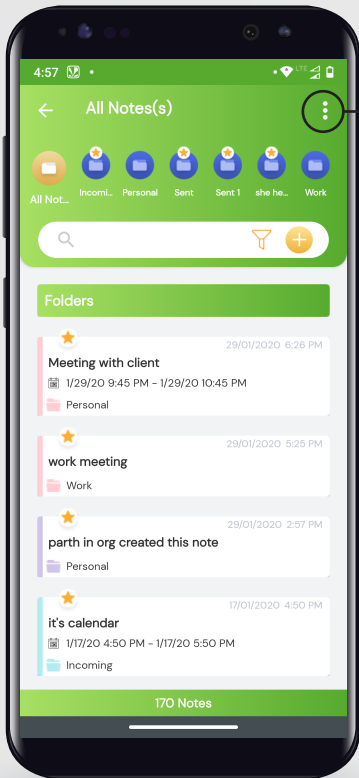 4:57
LTE
All Notes(s)
All Not...
Incomi...
Personal
Sent
Sent 1
she he...
Work
Folders
29/01/2020 6:26 PM
Meeting with client
1/29/20 9:45 PM - 1/29/20 10:45 PM
Personal
29/01/2020 5:25 PM
work meeting
Work
29/01/2020 2:57 PM
parth in org created this note
Personal
17/01/2020 4:50 PM
it's calendar
1/17/20 4:50 PM - 1/17/20 5:50 PM
Incoming
170 Notes